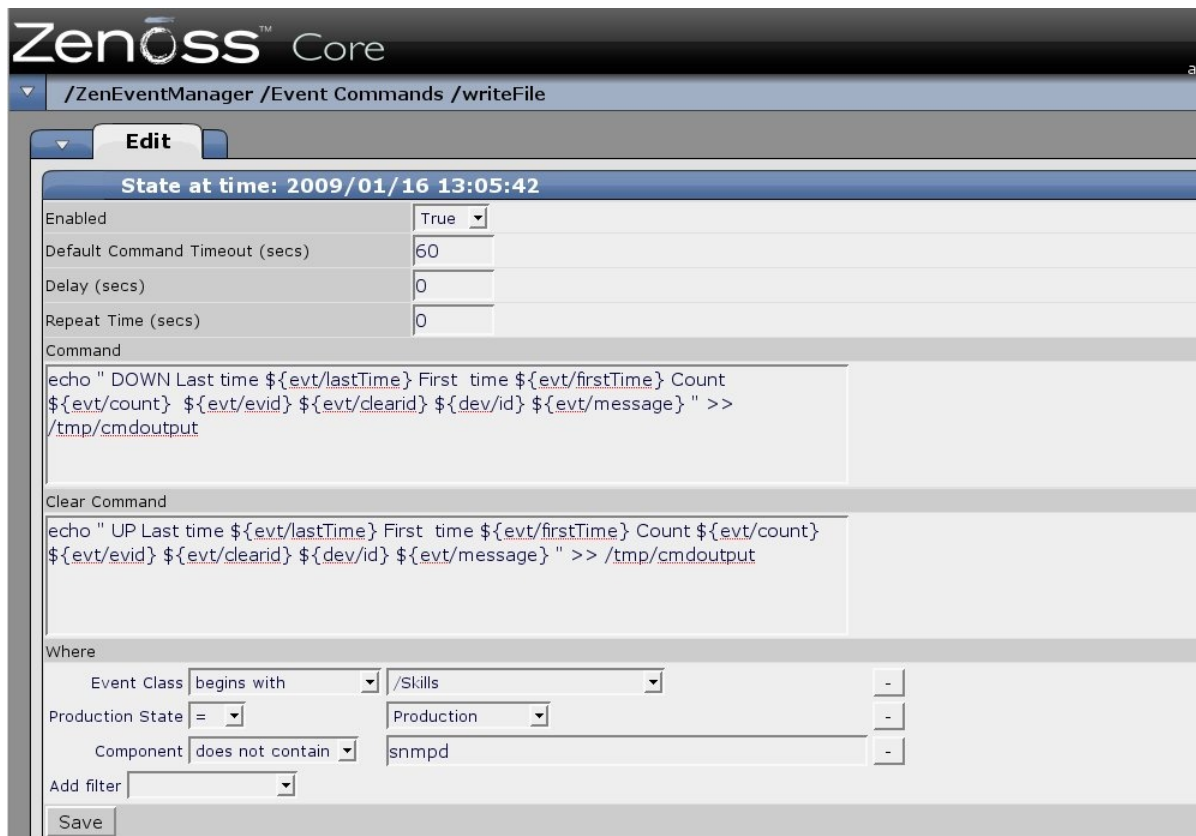 Zenōss™ Core
a
/ZenEventManager /Event Commands /writeFile
Edit
State at time: 2009/01/16 13:05:42
Enabled True
Default Command Timeout (secs) 60
Delay (secs) 0
Repeat Time (secs) 0
Command
echo " DOWN Last time ${evt/lastTime} First  time ${evt/firstTime} Count
${evt/count}  ${evt/evid} ${evt/clearid} ${dev/id} ${evt/message} " >>
/tmp/cmdoutput
Clear Command
echo " UP Last time ${evt/lastTime} First  time ${evt/firstTime} Count ${evt/count}
${evt/evid} ${evt/clearid} ${dev/id} ${evt/message} " >> /tmp/cmdoutput
Where
Event Class begins with /Skills -
Production State = Production -
Component does not contain snmpd -
Add filter
Save